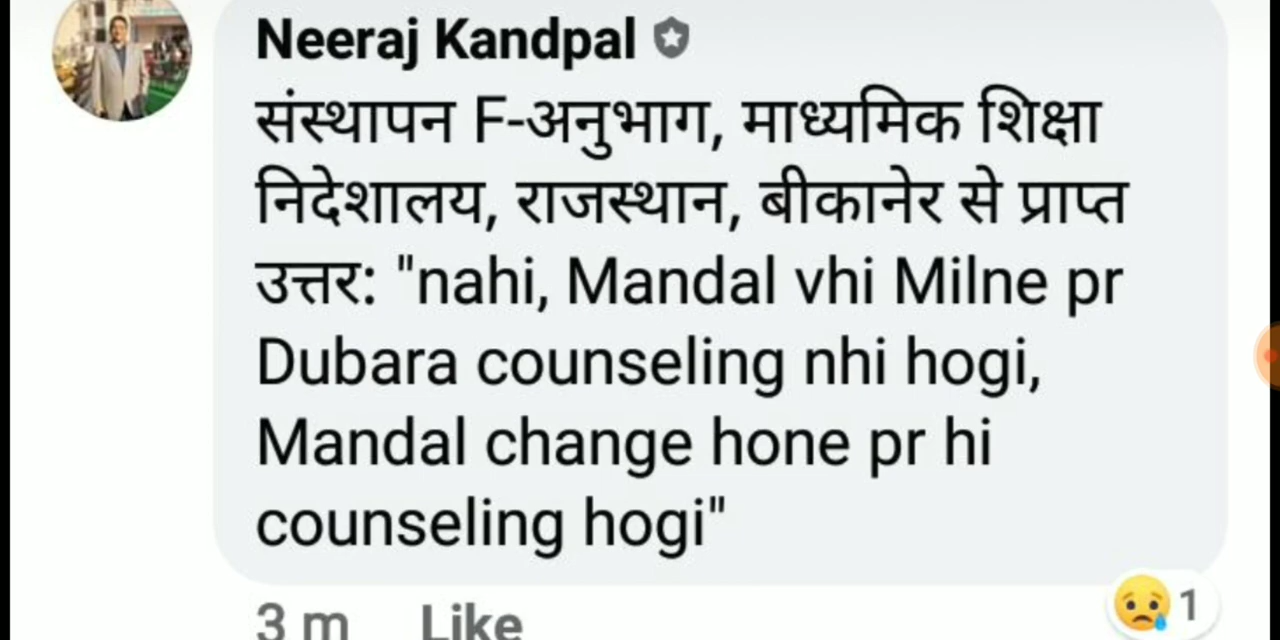 Neeraj Kandpal
संस्थापन F-अनुभाग, माध्यमिक शिक्षा
निदेशालय, राजस्थान, बीकानेर से प्राप्त
उत्तर: "nahi, Mandal vhi Milne pr
Dubara counseling nhi hogi,
Mandal change hone pr hi
counseling hogi"
3 m Like
1